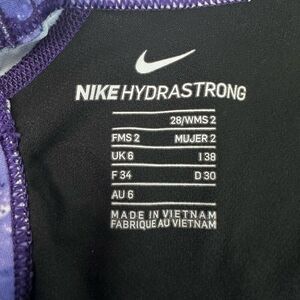 NIKE HYDRASTRONG
28/WMS 2
FMS 2 MUJER 2
UK 6 I 38
F 34 D 30
AU 6
MADE IN VIETNAM
FABRIQUÉ AU VIETNAM